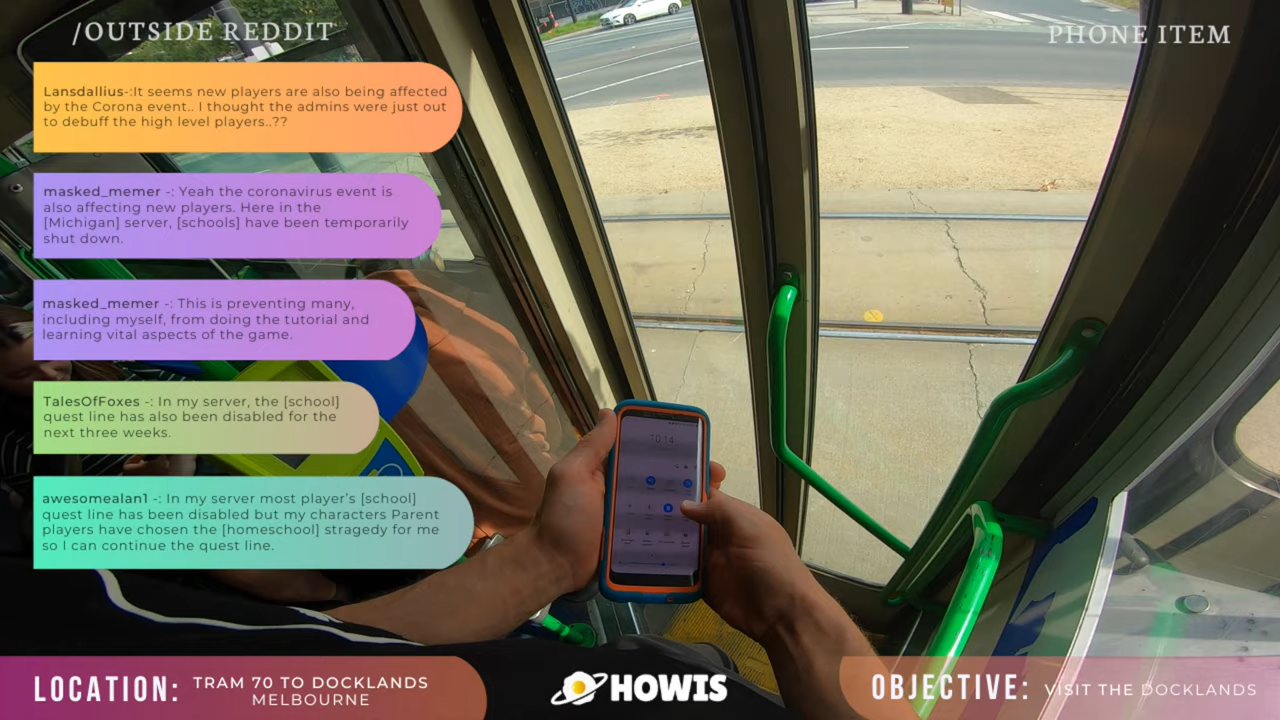 /OUTSIDE REDDIT
PHONE ITEM
Lansdallius-:It seems new players are also being affected
by the Corona event.. I thought the admins were just out
to debuff the high level players..??
masked_memer -: Yeah the coronavirus event is
also affecting new players. Here in the
[Michigan] server, [schools] have been temporarily
shut down.
masked_memer -: This is preventing many,
including myself, from doing the tutorial and
learning vital aspects of the game.
TalesOfFoxes -: In my server, the [school]
quest line has also been disabled for the
next three weeks.
awesomealan1 -: In my server most player's [school]
quest line has been disabled but my characters Parent
players have chosen the [homeschool] stragedy for me
so I can continue the quest line.
10:14
LOCATION: TRAM 70 TO DOCKLANDS
MELBOURNE
HOWIS
OBJECTIVE: VISIT THE DOCKLANDS